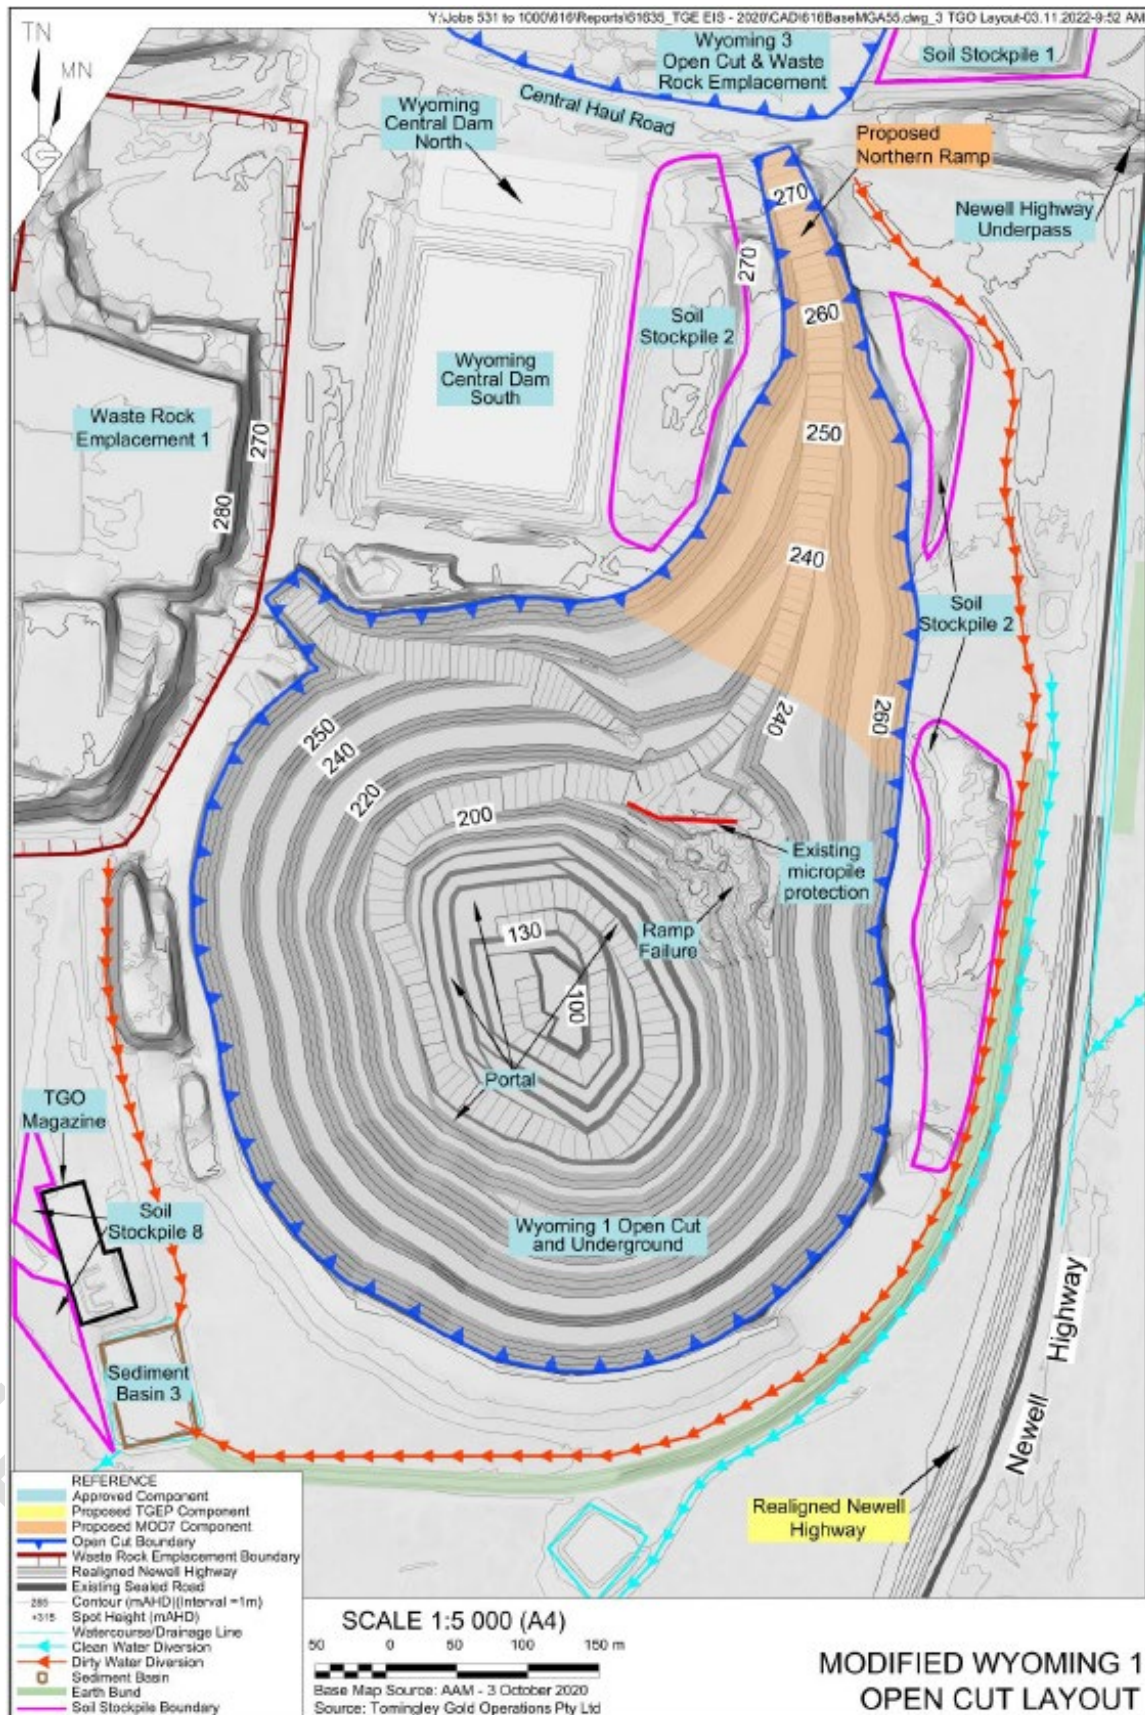 Y:\Jobs 531 to 1000\616\Reports\61635_TGE EIS - 2020\CAD\616BaseMGA55.dwg_3 TGO Layout-03.11.2022-9:52 AM
TN
MN
Wyoming 3
Open Cut & Waste
Rock Emplacement
Soil Stockpile 1
Central Haul Road
Wyoming
Central Dam
North
Proposed
Northern Ramp
270
Newell Highway
Underpass
270
260
Soil
Stockpile 2
Wyoming
Central Dam
South
Waste Rock
Emplacement 1
270
250
280
240
Soil
Stockpile 2
250
240
220
240
260
200
Existing
micropile
protection
130
Ramp
Failure
100
Portal
TGO
Magazine
Soil
Stockpile 8
Wyoming 1 Open Cut
and Underground
Newell Highway
Sediment
Basin 3
Realigned Newell
Highway
REFERENCE
Approved Component
Proposed TGEP Component
Proposed MOD7 Component
Open Cut Boundary
Waste Rock Emplacement Boundary
Realigned Newell Highway
Existing Sealed Road
Contour (mAHD)(Interval =1m)
+315 Spot Height (mAHD)
Watercourse/Drainage Line
Clean Water Diversion
Dirty Water Diversion
Sediment Basin
Earth Bund
Soil Stockpile Boundary
SCALE 1:5 000 (A4)
50 0 50 100 150 m
Base Map Source: AAM - 3 October 2020
Source: Tomingley Gold Operations Pty Ltd
MODIFIED WYOMING 1
OPEN CUT LAYOUT